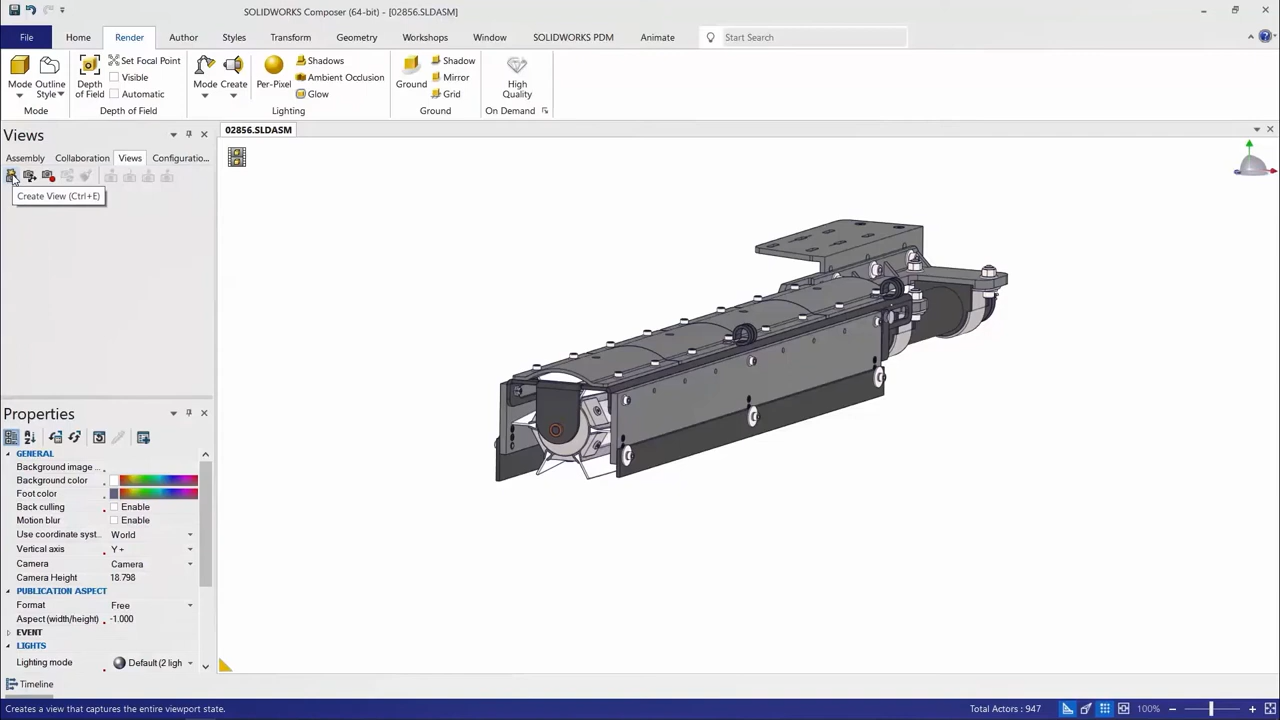 SOLIDWORKS Composer (64-bit) - [02856.SLDASM]
File Home Render Author Styles Transform Geometry Workshops Window SOLIDWORKS PDM Animate Start Search
Mode Outline Style Depth of Field Set Focal Point Visible Automatic Mode Create Per-Pixel Shadows Ambient Occlusion Glow Ground Shadow Mirror Grid High Quality
Mode Depth of Field Lighting Ground On Demand
Views
02856.SLDASM
Assembly Collaboration Views Configuratio...
Create View (Ctrl+E)
Properties
GENERAL
Background image ...
Background color
Foot color
Back culling Enable
Motion blur Enable
Use coordinate syst... World
Vertical axis Y +
Camera Camera
Camera Height 18.798
PUBLICATION ASPECT
Format Free
Aspect (width/height) -1.000
EVENT
LIGHTS
Lighting mode Default (2 ligh
Timeline
Creates a view that captures the entire viewport state. Total Actors : 947 100%